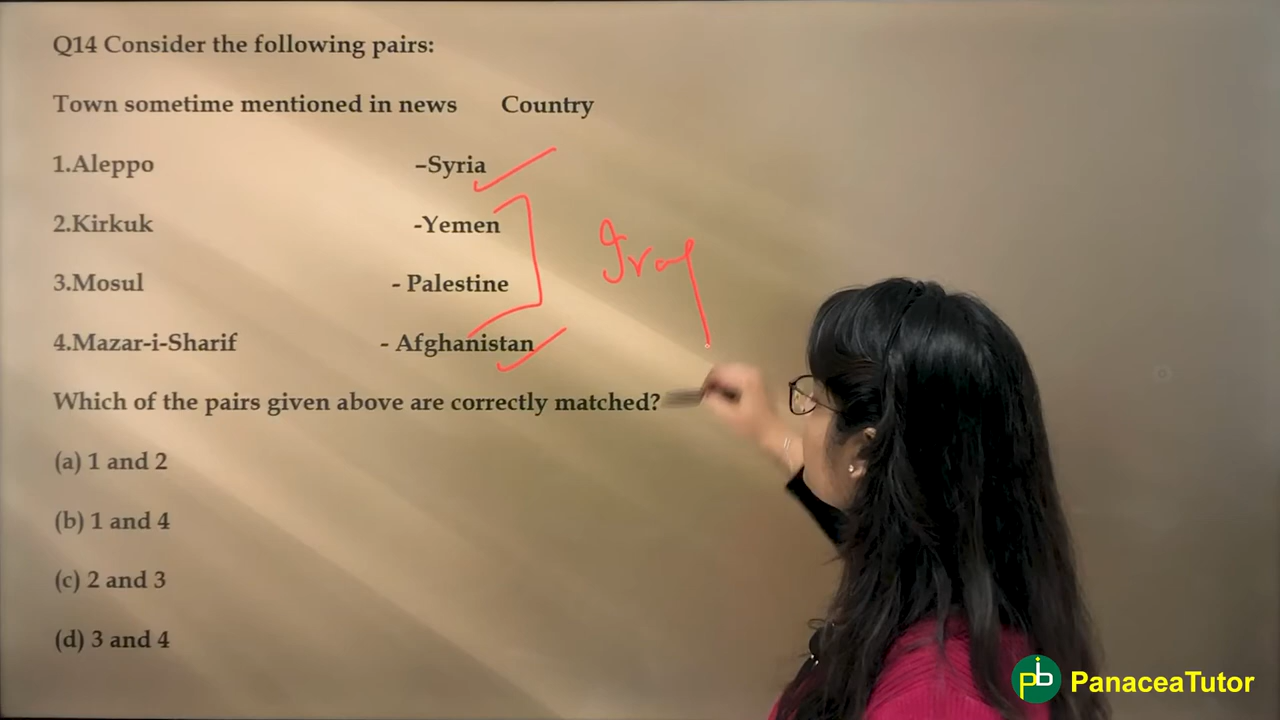 Q14 Consider the following pairs:
Town sometime mentioned in news Country
1.Aleppo –Syria
2.Kirkuk -Yemen
Iraq
3.Mosul - Palestine
4.Mazar-i-Sharif - Afghanistan
Which of the pairs given above are correctly matched?
(a) 1 and 2
(b) 1 and 4
(c) 2 and 3
(d) 3 and 4
pb PanaceaTutor